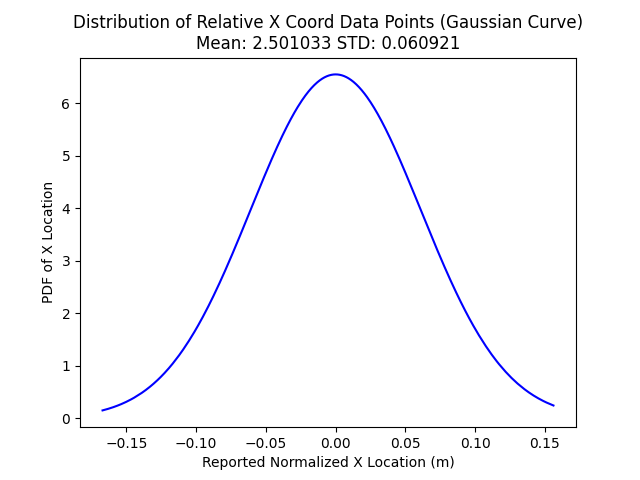 Distribution of Relative X Coord Data Points (Gaussian Curve)
Mean: 2.501033 STD: 0.060921
PDF of X Location
6
5
4
3
2
1
0
−0.15 −0.10 −0.05 0.00 0.05 0.10 0.15
Reported Normalized X Location (m)